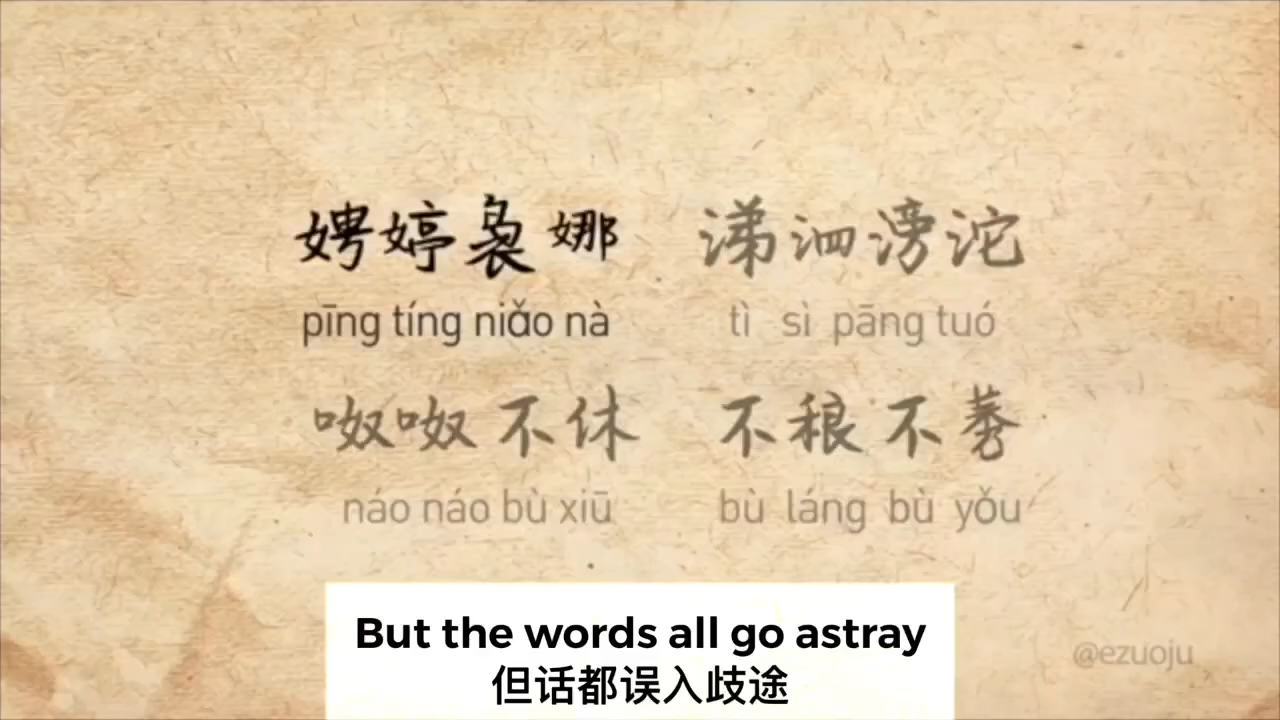 娉婷袅娜 涕泗滂沱
pīng tíng niǎo nà tì sì pāng tuó
呶呶不休 不稂不莠
náo náo bù xiū bù láng bù yǒu
But the words all go astray
但话都误入歧途
@ezuoju